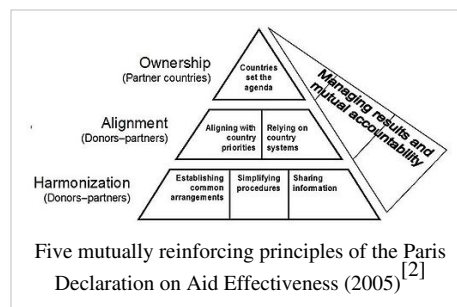 Ownership
(Partner countries)
Countries
set the
agenda
Managing results and
mutual accountability
Alignment
(Donors–partners)
Aligning with
country
priorities
Relying on
country
systems
Harmonization
(Donors–partners)
Establishing
common
arrangements
Simplifying
procedures
Sharing
information
Five mutually reinforcing principles of the Paris
Declaration on Aid Effectiveness (2005)[2]